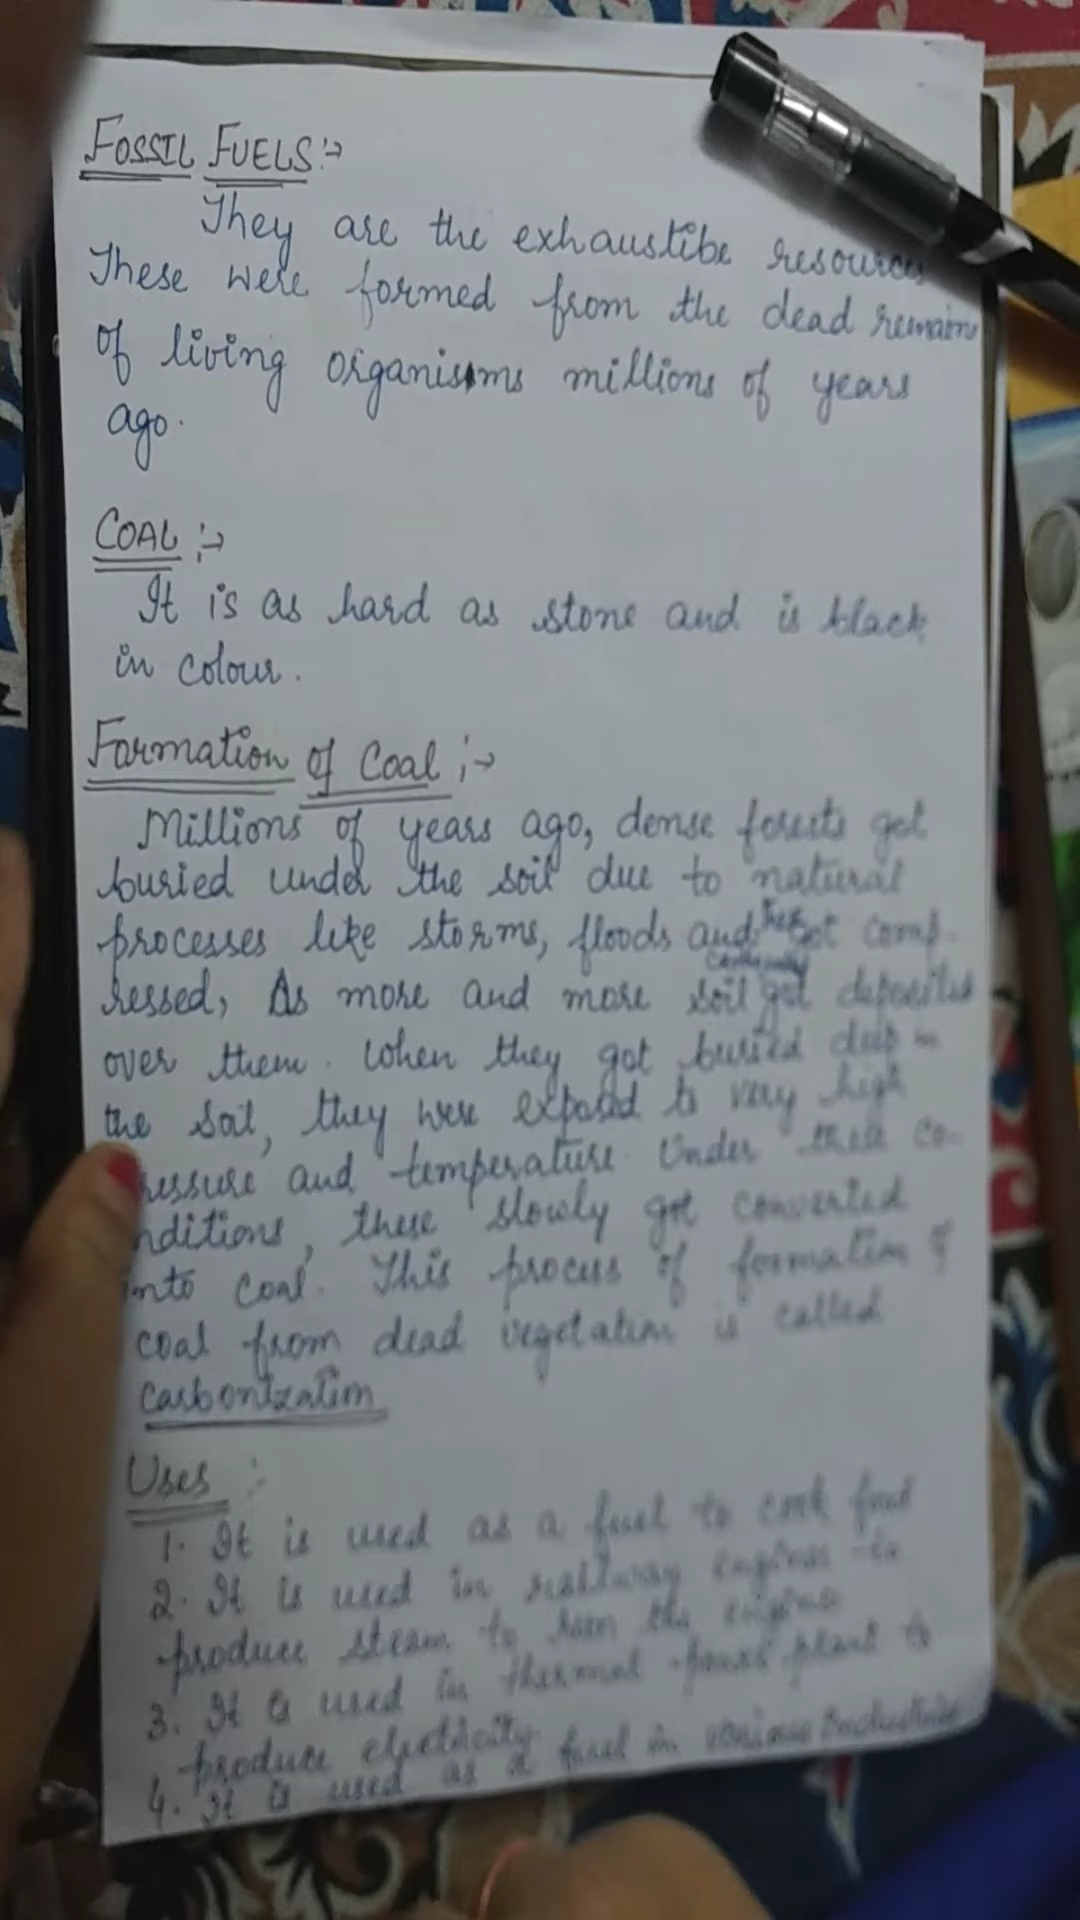 FOSSIL FUELS :→
They are the exhaustibe resources
These were formed from the dead remain
of living organisms millions of years
ago.
COAL :→
It is as hard as stone and is black
in colour.
Formation of Coal :→
Millions of years ago, dense forests got
buried under the soil due to natural
processes like storms, floods and they got comp-
ressed, As more and more soil got deposited
over them. When they got buried deep in
the soil, they were exposed to very high
ressure and temperature. Under these co-
nditions, these slowly got converted
into coal. This process of formation of
coal from dead vegetation is called
carbonization
Uses :-
1. It is used as a fuel to cook food
2. It is used in railway engines to
produce steam to run the engine
3. It is used in thermal power plant to
produce electricity
4. It is used as a fuel in various industries